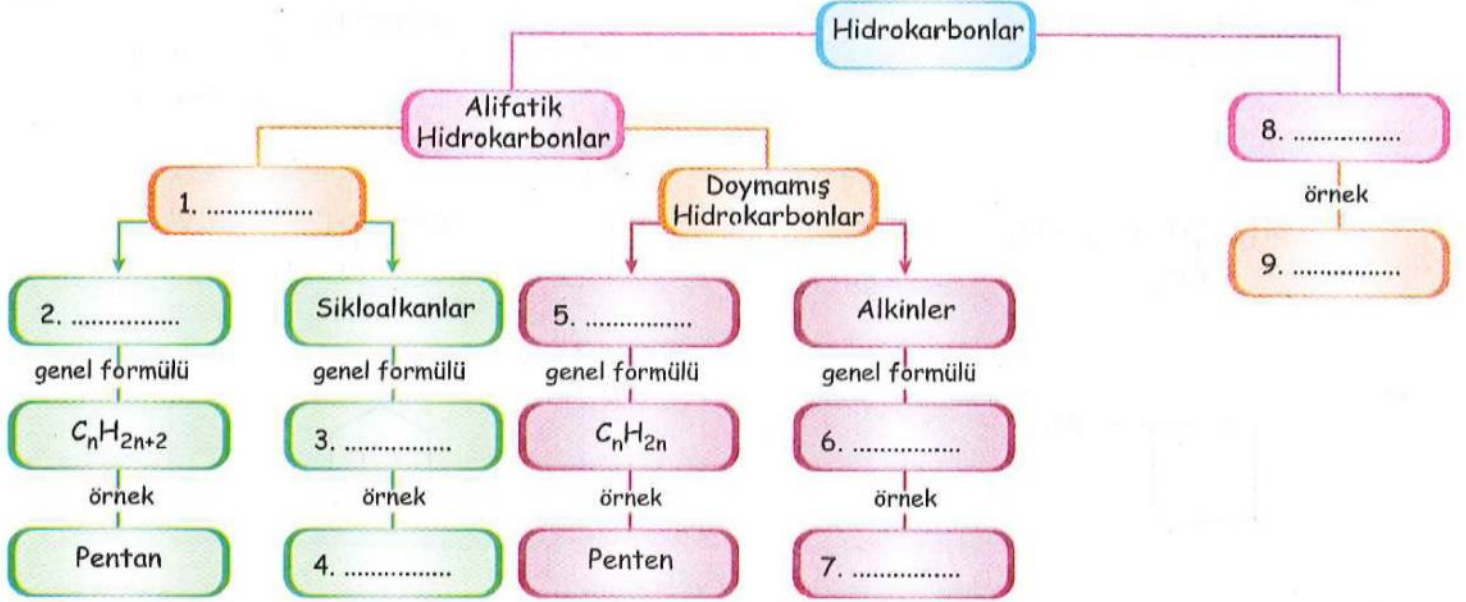 Hidrokarbonlar
Alifatik
Hidrokarbonlar
8. ...............
1. ...............
Doymamış
Hidrokarbonlar
örnek
9. ...............
2. ...............
Sikloalkanlar
5. ...............
Alkinler
genel formülü
genel formülü
genel formülü
genel formülü
CₙH₂ₙ₊₂
3. ...............
CₙH₂ₙ
6. ...............
örnek
örnek
örnek
örnek
Pentan
4. ...............
Penten
7. ...............